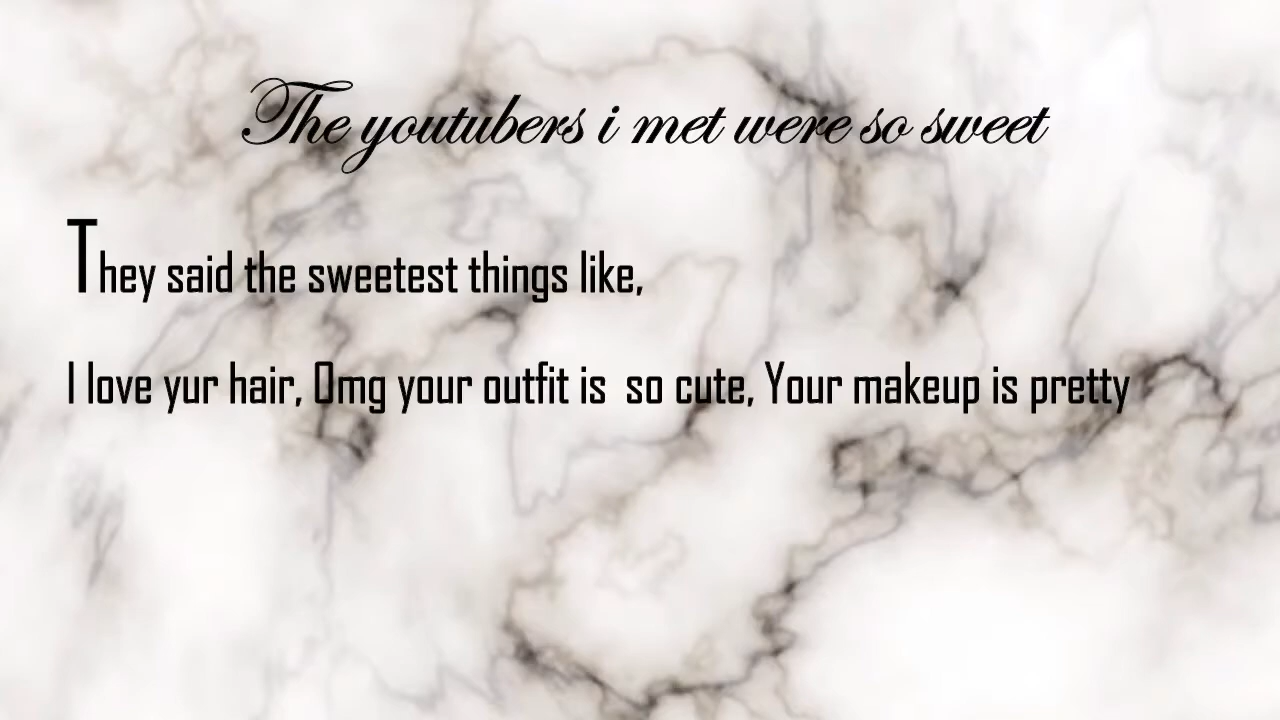 The youtubers i met were so sweet
They said the sweetest things like,
I love yur hair, Omg your outfit is  so cute, Your makeup is pretty